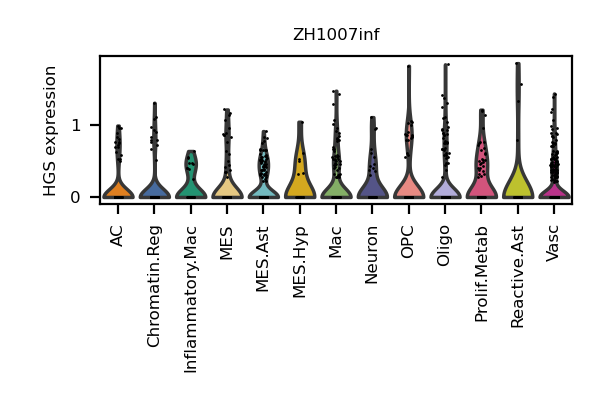 ZH1007inf
HGS expression
1
0
AC
Chromatin.Reg
Inflammatory.Mac
MES
MES.Ast
MES.Hyp
Mac
Neuron
OPC
Oligo
Prolif.Metab
Reactive.Ast
Vasc